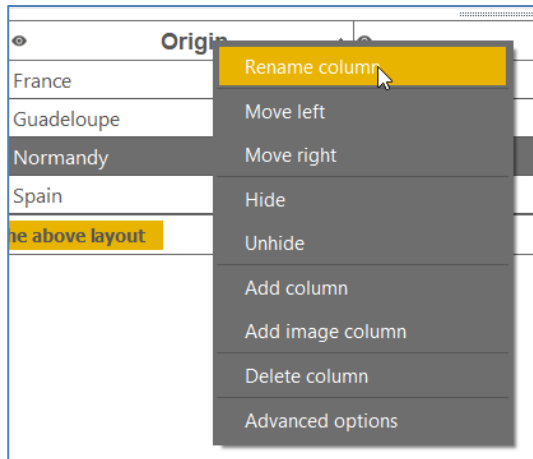 Origin
France
Guadeloupe
Normandy
Spain
he above layout
Rename column
Move left
Move right
Hide
Unhide
Add column
Add image column
Delete column
Advanced options